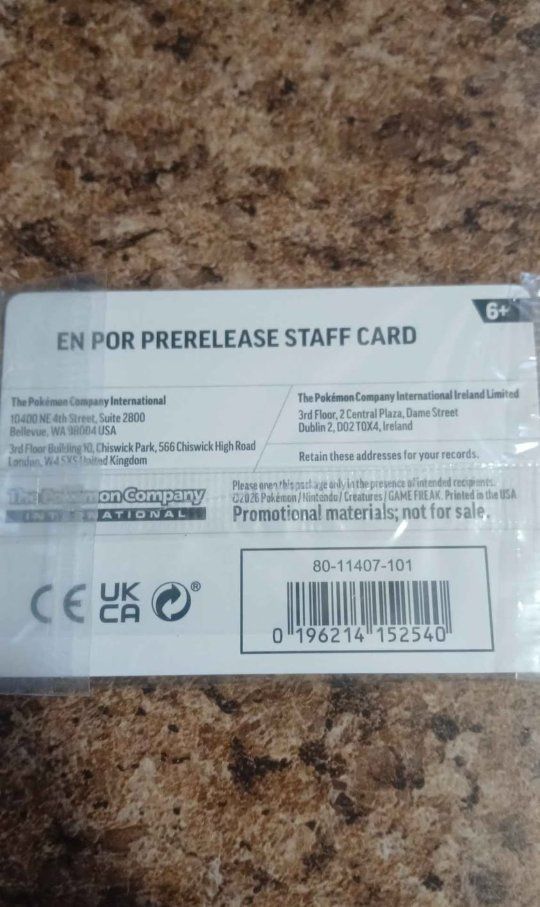 6+
EN POR PRERELEASE STAFF CARD
The Pokémon Company International
10400 NE 4th Street, Suite 2800
Bellevue, WA 98004 USA
3rd Floor Building 10, Chiswick Park, 566 Chiswick High Road
London, W4 5XS United Kingdom
The Pokémon Company International Ireland Limited
3rd Floor, 2 Central Plaza, Dame Street
Dublin 2, D02 T0X4, Ireland
Retain these addresses for your records.
The Pokémon Company
INTERNATIONAL
Please open this package only in the presence of intended recipients.
©2026 Pokémon / Nintendo / Creatures / GAME FREAK. Printed in the USA
Promotional materials; not for sale.
CE UK
CA ®
80-11407-101
0 196214 152540